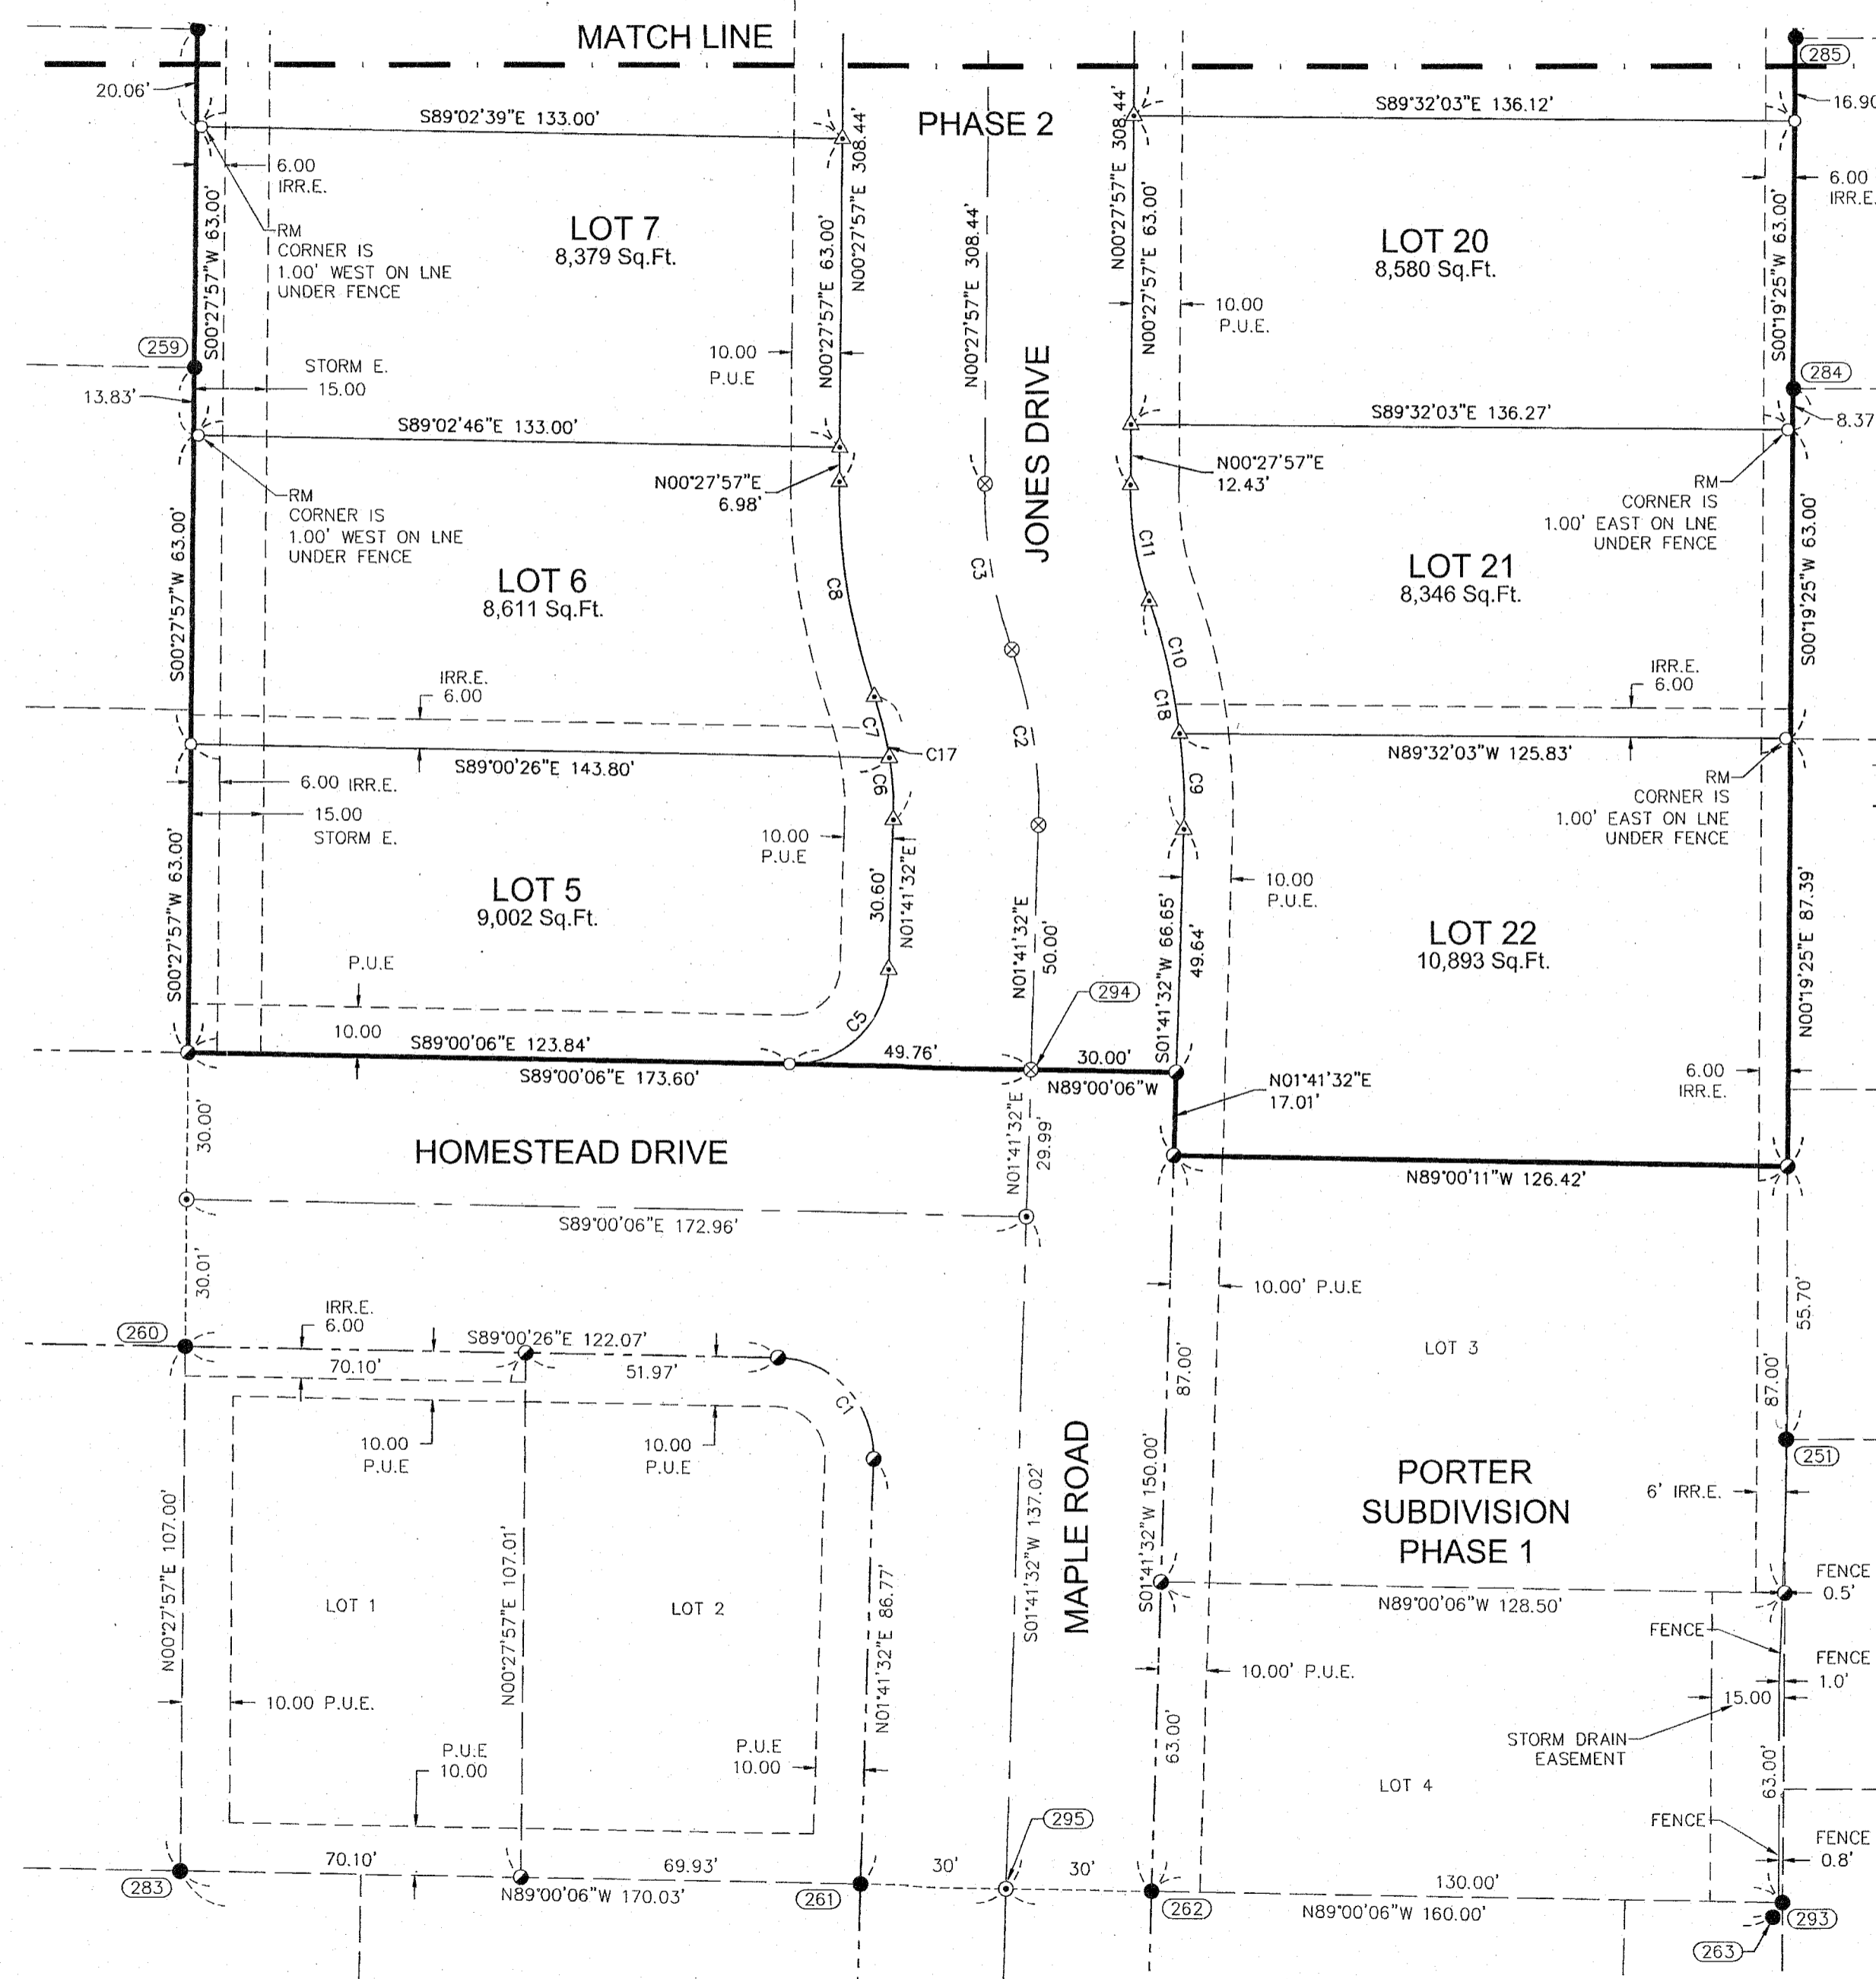 MATCH LINE
PHASE 2
20.06'
S89°02'39"E 133.00'
6.00
IRR.E.
RM
CORNER IS
1.00' WEST ON LNE
UNDER FENCE
S00°27'57"W 63.00'
LOT 7
8,379 Sq.Ft.
N00°27'57"E 63.00'
N00°27'57"E 308.44'
10.00
P.U.E
259
13.83'
STORM E.
15.00
S89°02'46"E 133.00'
N00°27'57"E
6.98'
RM
CORNER IS
1.00' WEST ON LNE
UNDER FENCE
S00°27'57"W 63.00'
LOT 6
8,611 Sq.Ft.
C8
IRR.E.
6.00
C7
C17
S89°00'26"E 143.80'
C6
6.00 IRR.E.
15.00
STORM E.
10.00
P.U.E
S00°27'57"W 63.00'
LOT 5
9,002 Sq.Ft.
30.60'
N01°41'32"E
P.U.E
10.00
C5
S89°00'06"E 123.84'
S89°00'06"E 173.60'
49.76'
30.00'
N89°00'06"W
N00°27'57"E 308.44'
JONES DRIVE
C3
C2
N01°41'32"E
50.00'
294
285
16.90
S89°32'03"E 136.12'
6.00
IRR.E.
N00°27'57"E 308.44'
N00°27'57"E 63.00'
LOT 20
8,580 Sq.Ft.
10.00
P.U.E.
S00°19'25"W 63.00'
284
8.37
S89°32'03"E 136.27'
N00°27'57"E
12.43'
RM
CORNER IS
1.00' EAST ON LNE
UNDER FENCE
C11
LOT 21
8,346 Sq.Ft.
S00°19'25"W 63.00'
C10
C18
IRR.E.
6.00
N89°32'03"W 125.83'
C9
RM
CORNER IS
1.00' EAST ON LNE
UNDER FENCE
10.00
P.U.E.
LOT 22
10,893 Sq.Ft.
S01°41'32"W 66.65'
49.64'
N00°19'25"E 87.39'
N01°41'32"E
17.01'
6.00
IRR.E.
N89°00'11"W 126.42'
30.00'
HOMESTEAD DRIVE
N01°41'32"E
29.99'
S89°00'06"E 172.96'
30.01'
260
IRR.E.
6.00
S89°00'26"E 122.07'
70.10'
51.97'
C1
10.00
P.U.E
10.00
P.U.E
N00°27'57"E 107.00'
LOT 1
N00°27'57"E 107.01'
LOT 2
N01°41'32"E 86.77'
10.00 P.U.E.
P.U.E
10.00
P.U.E
10.00
283
70.10'
69.93'
N89°00'06"W 170.03'
261
S01°41'32"W 137.02'
MAPLE ROAD
295
30'
30'
10.00' P.U.E
LOT 3
87.00'
S01°41'32"W 150.00'
55.70'
87.00'
251
PORTER
SUBDIVISION
PHASE 1
6' IRR.E.
FENCE
0.5'
N89°00'06"W 128.50'
FENCE
FENCE
1.0'
10.00' P.U.E.
15.00
STORM DRAIN
EASEMENT
63.00'
LOT 4
63.00'
FENCE
FENCE
0.8'
262
130.00'
N89°00'06"W 160.00'
293
263